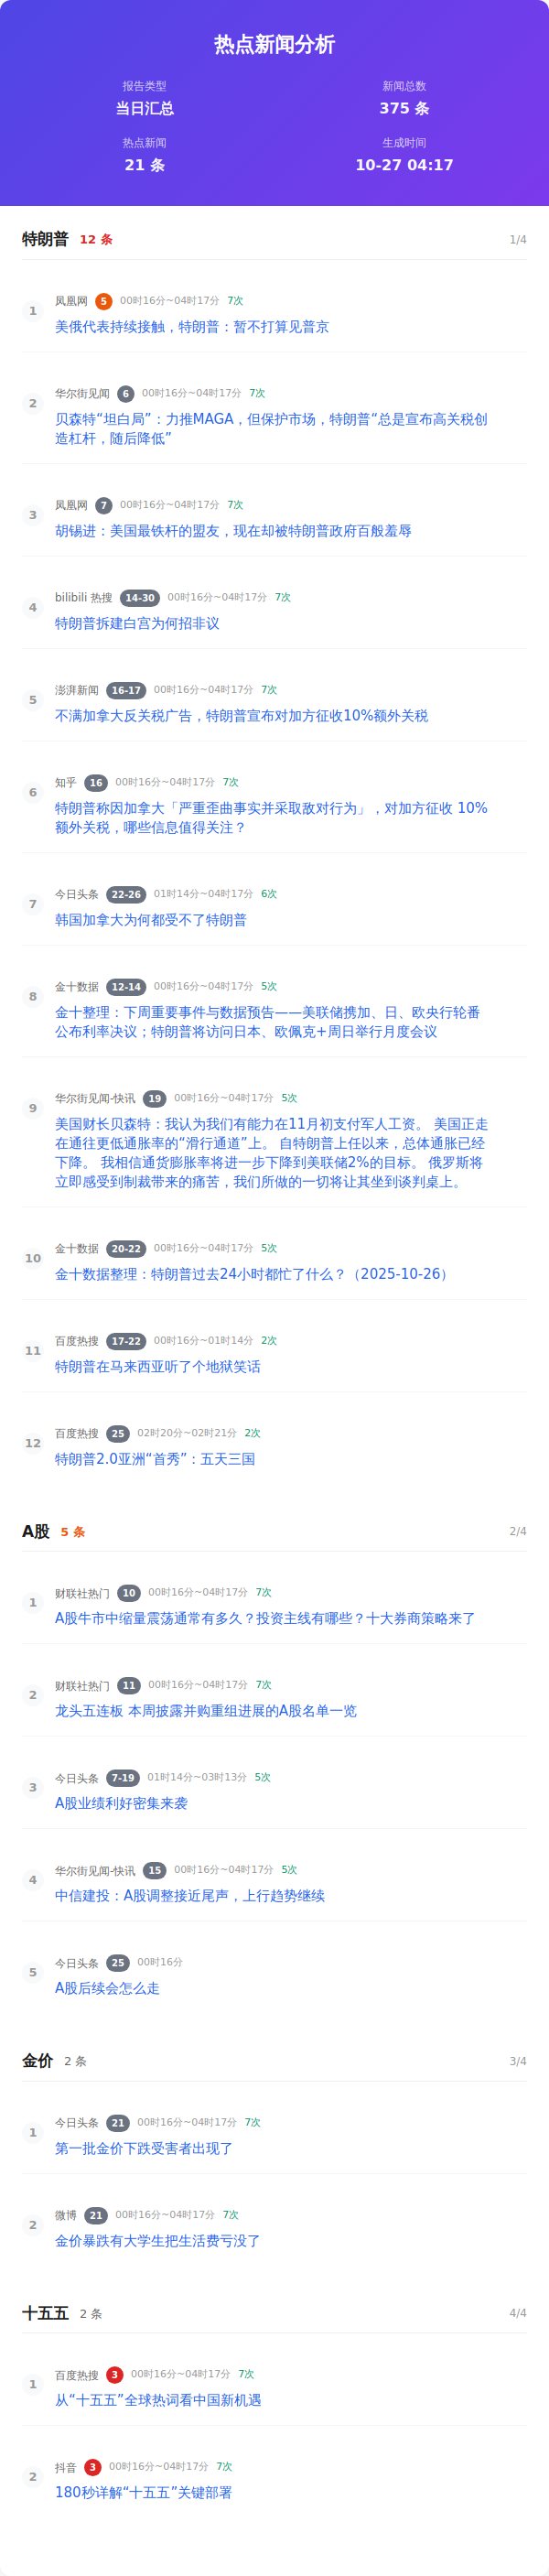 热点新闻分析
报告类型 新闻总数
当日汇总 375 条
热点新闻 生成时间
21 条 10-27 04:17
特朗普 12 条 1/4
1
凤凰网 5 00时16分~04时17分 7次
美俄代表持续接触，特朗普：暂不打算见普京
2
华尔街见闻 6 00时16分~04时17分 7次
贝森特“坦白局”：力推MAGA，但保护市场，特朗普“总是宣布高关税创
造杠杆，随后降低”
3
凤凰网 7 00时16分~04时17分 7次
胡锡进：美国最铁杆的盟友，现在却被特朗普政府百般羞辱
4
bilibili 热搜 14-30 00时16分~04时17分 7次
特朗普拆建白宫为何招非议
5
澎湃新闻 16-17 00时16分~04时17分 7次
不满加拿大反关税广告，特朗普宣布对加方征收10%额外关税
6
知乎 16 00时16分~04时17分 7次
特朗普称因加拿大「严重歪曲事实并采取敌对行为」，对加方征收 10%
额外关税，哪些信息值得关注？
7
今日头条 22-26 01时14分~04时17分 6次
韩国加拿大为何都受不了特朗普
8
金十数据 12-14 00时16分~04时17分 5次
金十整理：下周重要事件与数据预告——美联储携加、日、欧央行轮番
公布利率决议；特朗普将访问日本、欧佩克+周日举行月度会议
9
华尔街见闻-快讯 19 00时16分~04时17分 5次
美国财长贝森特：我认为我们有能力在11月初支付军人工资。 美国正走
在通往更低通胀率的“滑行通道”上。 自特朗普上任以来，总体通胀已经
下降。 我相信通货膨胀率将进一步下降到美联储2%的目标。 俄罗斯将
立即感受到制裁带来的痛苦，我们所做的一切将让其坐到谈判桌上。
10
金十数据 20-22 00时16分~04时17分 5次
金十数据整理：特朗普过去24小时都忙了什么？（2025-10-26）
11
百度热搜 17-22 00时16分~01时14分 2次
特朗普在马来西亚听了个地狱笑话
12
百度热搜 25 02时20分~02时21分 2次
特朗普2.0亚洲“首秀”：五天三国
A股 5 条 2/4
1
财联社热门 10 00时16分~04时17分 7次
A股牛市中缩量震荡通常有多久？投资主线有哪些？十大券商策略来了
2
财联社热门 11 00时16分~04时17分 7次
龙头五连板 本周披露并购重组进展的A股名单一览
3
今日头条 7-19 01时14分~03时13分 5次
A股业绩利好密集来袭
4
华尔街见闻-快讯 15 00时16分~04时17分 5次
中信建投：A股调整接近尾声，上行趋势继续
5
今日头条 25 00时16分
A股后续会怎么走
金价 2 条 3/4
1
今日头条 21 00时16分~04时17分 7次
第一批金价下跌受害者出现了
2
微博 21 00时16分~04时17分 7次
金价暴跌有大学生把生活费亏没了
十五五 2 条 4/4
1
百度热搜 3 00时16分~04时17分 7次
从“十五五”全球热词看中国新机遇
2
抖音 3 00时16分~04时17分 7次
180秒详解“十五五”关键部署